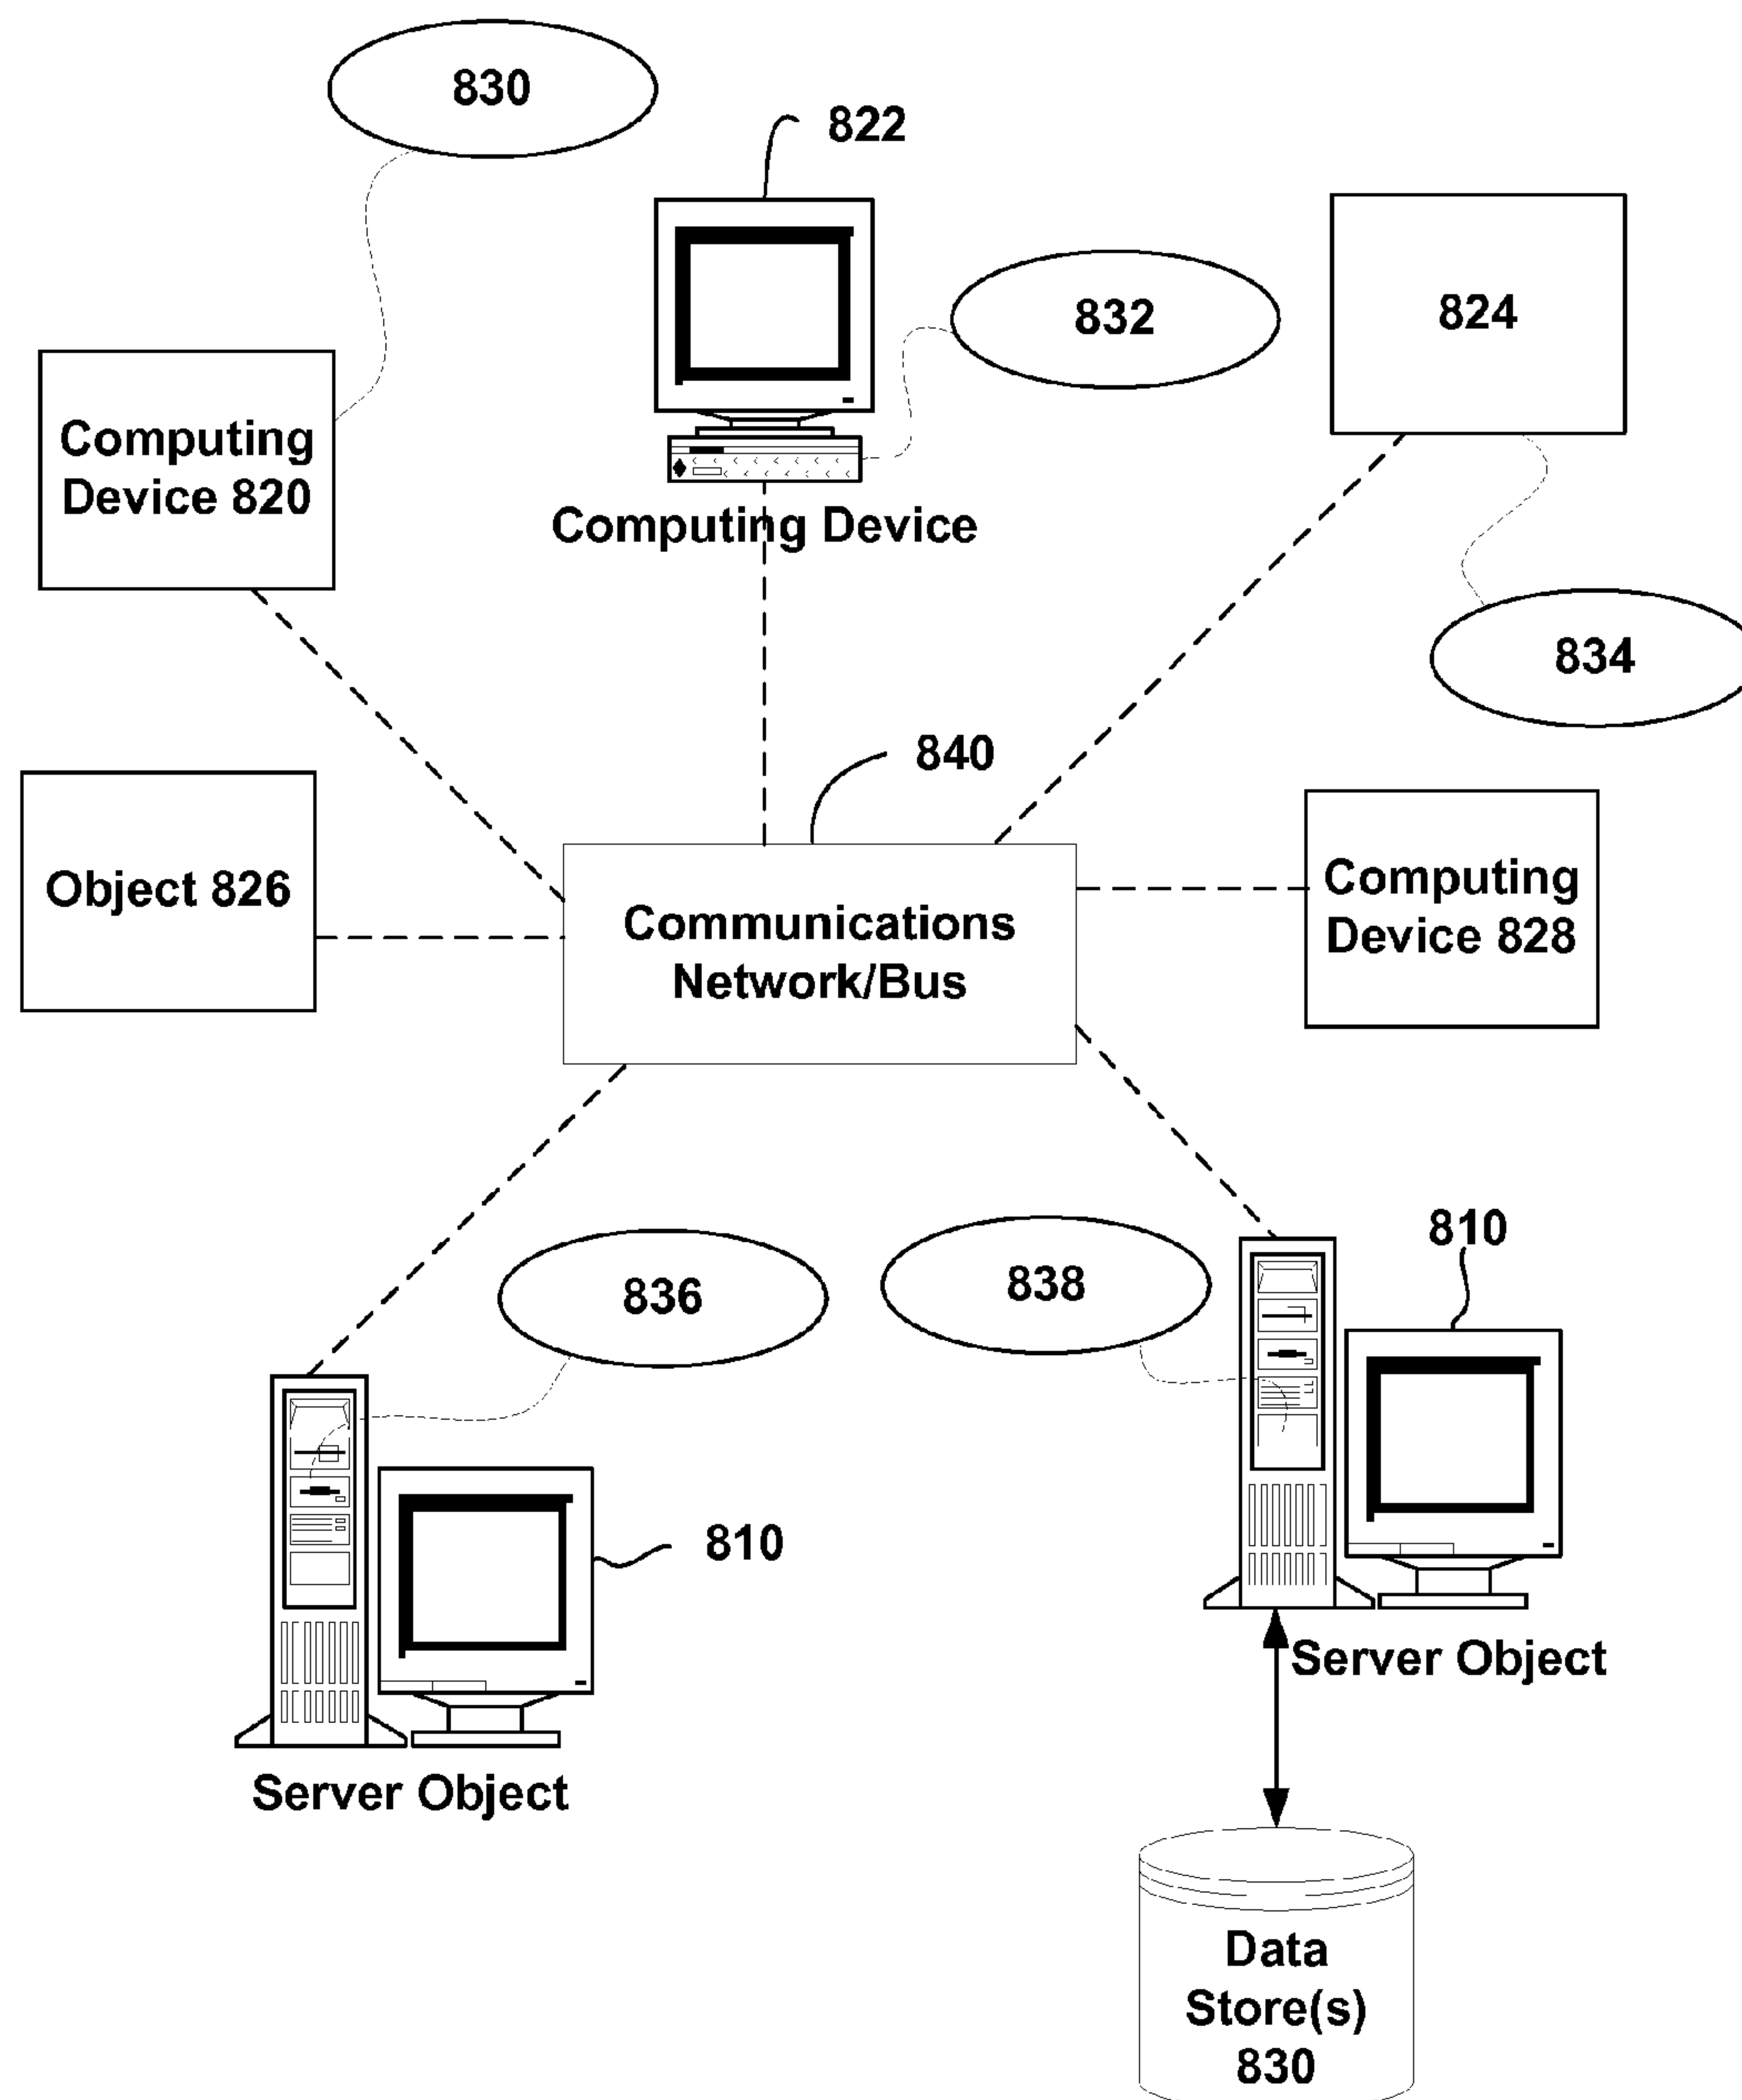 830
822
832
824
Computing
Device 820
Computing Device
834
840
Object 826
Communications
Network/Bus
Computing
Device 828
836
838
810
810
Server Object
Server Object
Data
Store(s)
830